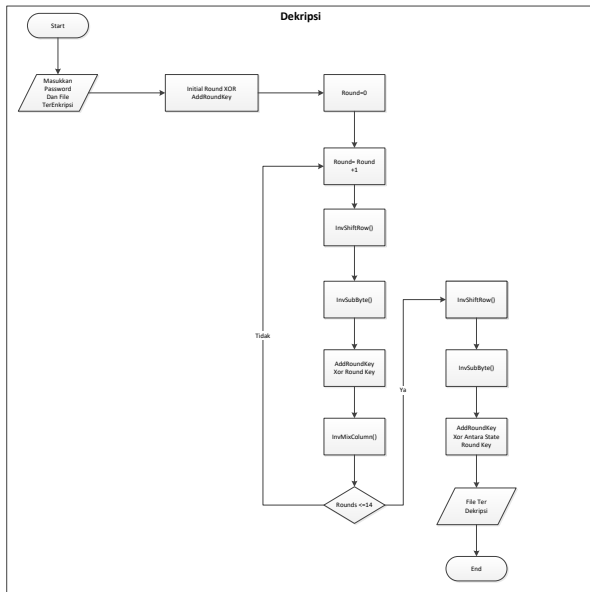 Dekripsi
Start
Masukkan
Password
Dan File
TerEnkripsi
Initial Round XOR
AddRoundKey
Round=0
Round= Round
+1
InvShiftRow()
InvSubByte()
AddRoundKey
Xor Round Key
InvMixColumn()
Rounds <=14
Tidak
Ya
InvShiftRow()
InvSubByte()
AddRoundKey
Xor Antara State
Round Key
File Ter
Dekripsi
End